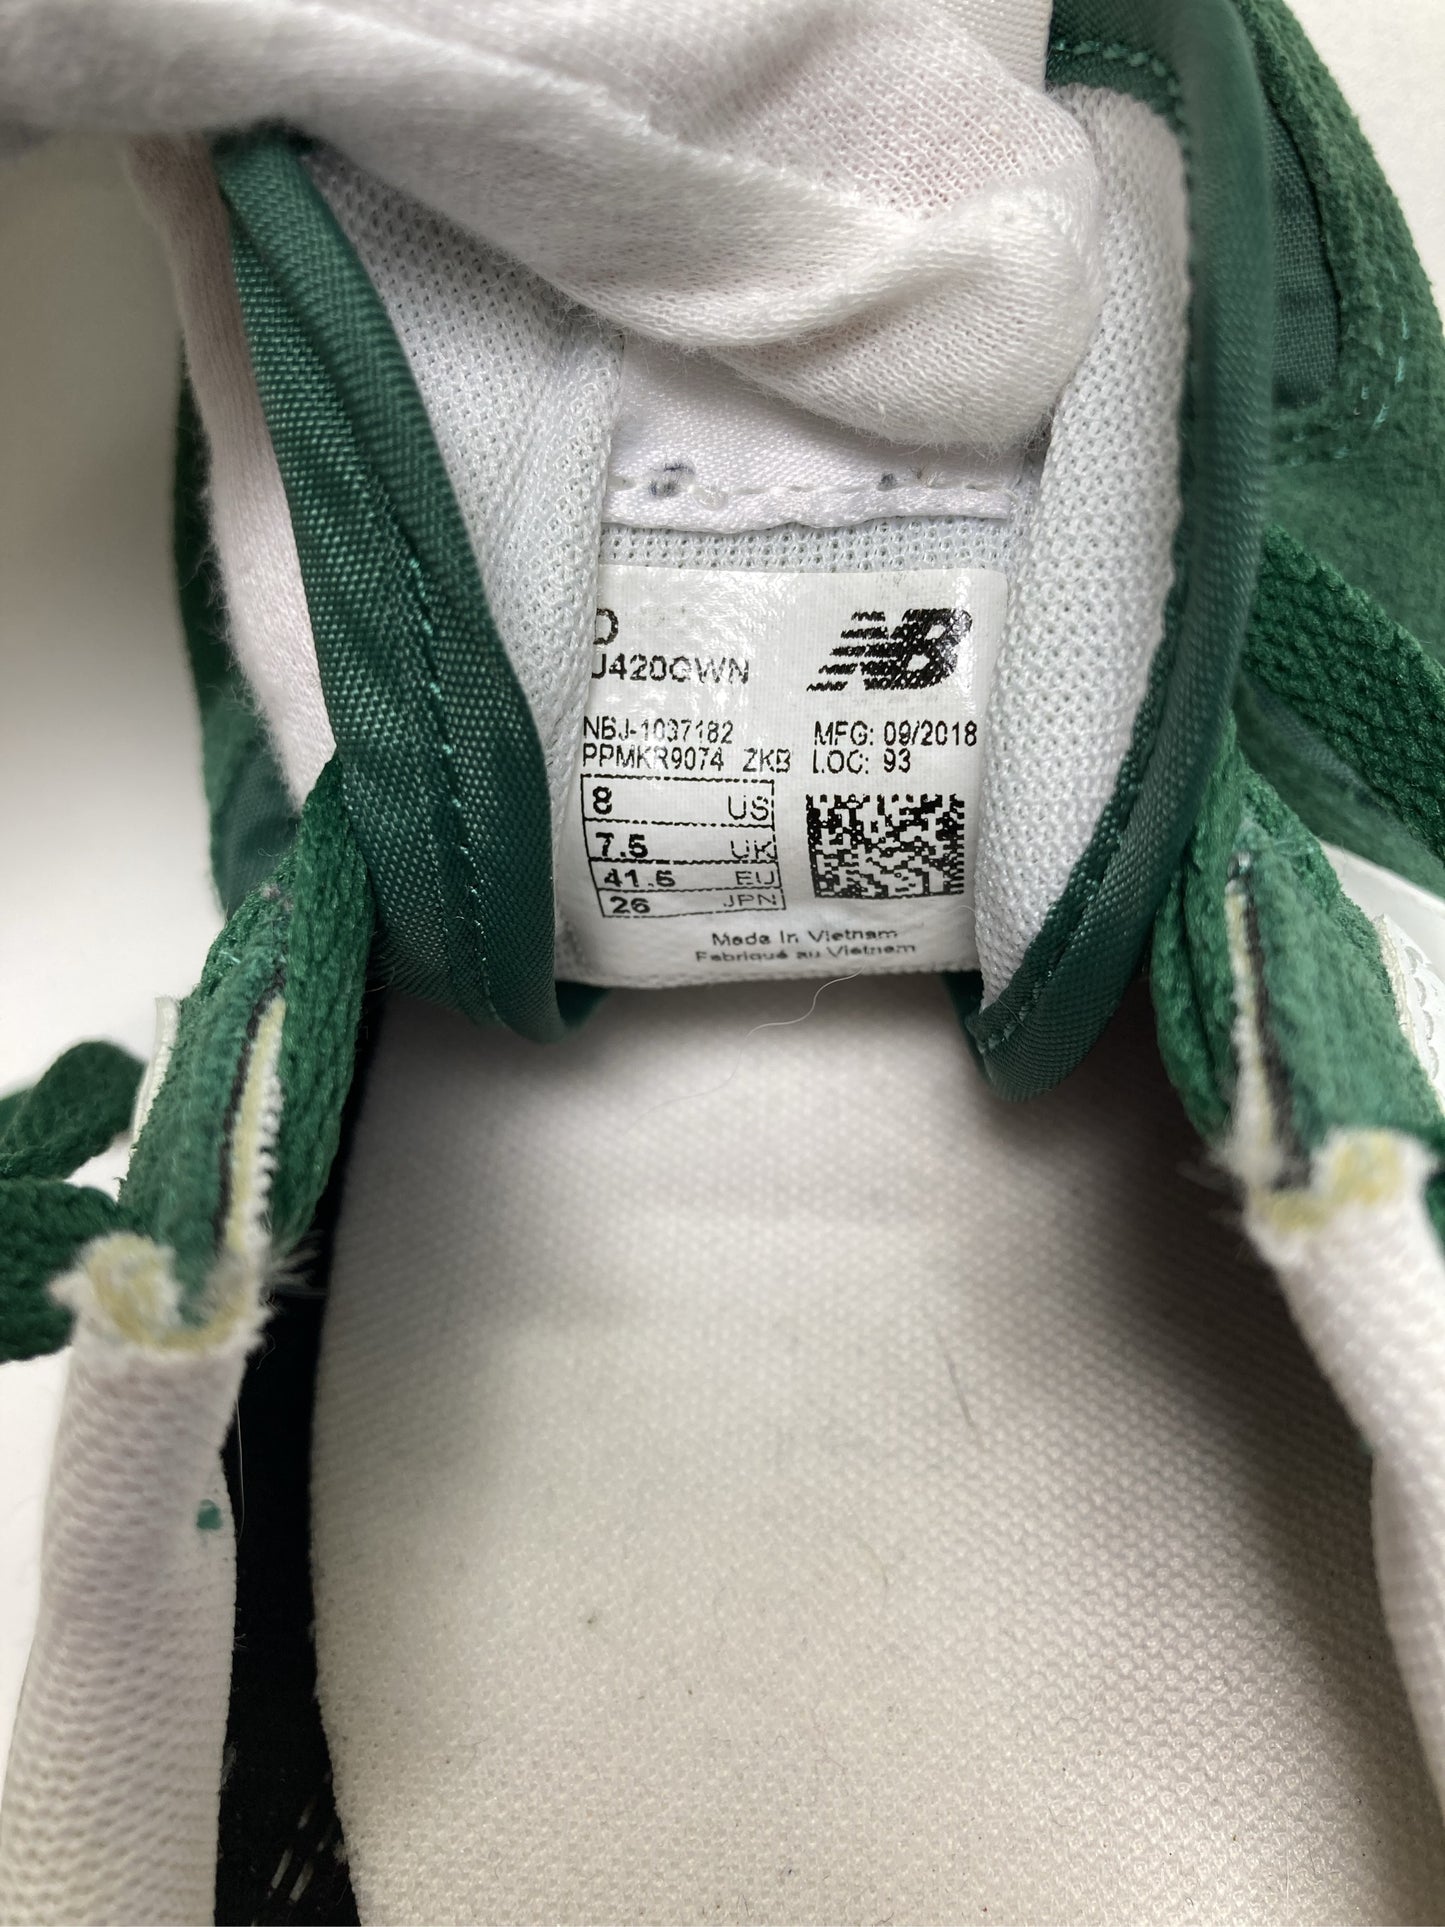 D
U420GWN
NB
NBJ-1037182
PPMKR9074 ZKB
MFG: 09/2018
LOC: 93
8 US
7.5 UK
41.5 EU
26 JPN
Made in Vietnam
Fabriqué au Vietnam